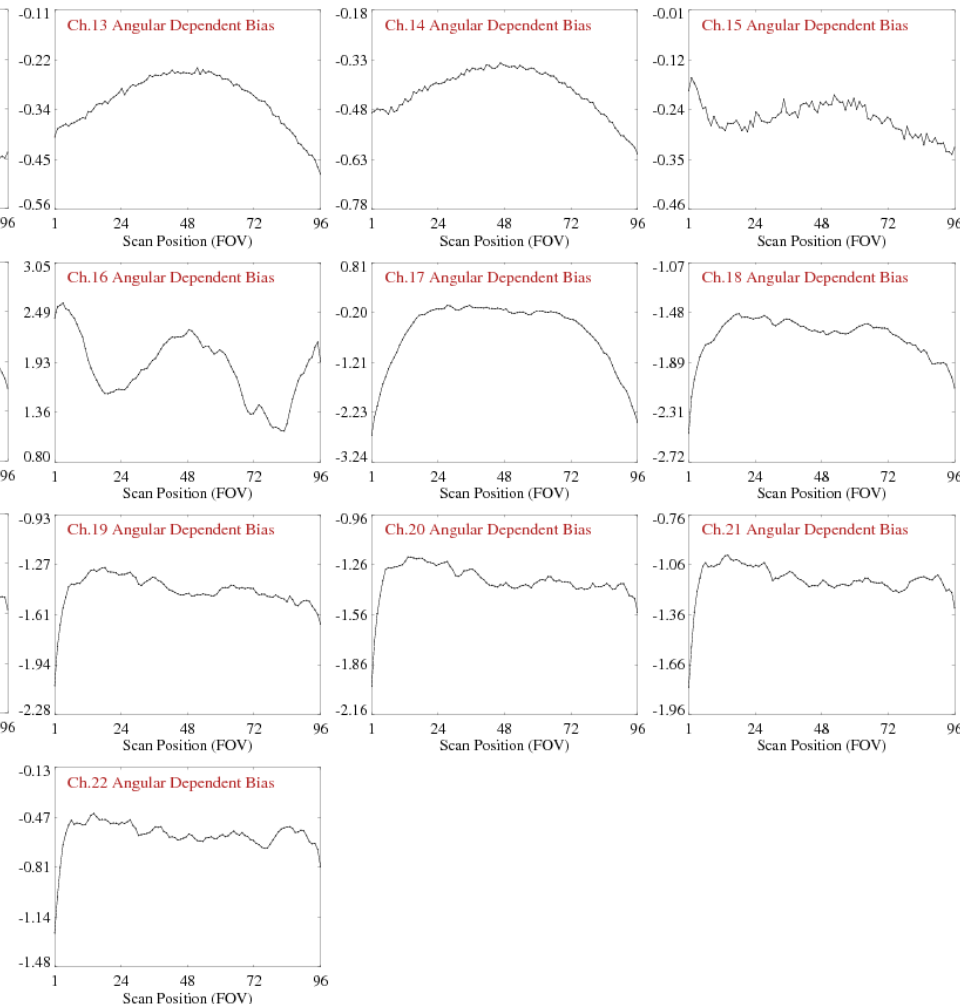 -0.11
Ch.13 Angular Dependent Bias
-0.22
-0.34
-0.45
-0.56
96 1 24 48 72 96
Scan Position (FOV)
-0.18
Ch.14 Angular Dependent Bias
-0.33
-0.48
-0.63
-0.78
1 24 48 72 96
Scan Position (FOV)
-0.01
Ch.15 Angular Dependent Bias
-0.12
-0.24
-0.35
-0.46
1 24 48 72 96
Scan Position (FOV)
3.05
Ch.16 Angular Dependent Bias
2.49
1.93
1.36
0.80
96 1 24 48 72 96
Scan Position (FOV)
0.81
Ch.17 Angular Dependent Bias
-0.20
-1.21
-2.23
-3.24
1 24 48 72 96
Scan Position (FOV)
-1.07
Ch.18 Angular Dependent Bias
-1.48
-1.89
-2.31
-2.72
1 24 48 72 96
Scan Position (FOV)
-0.93
Ch.19 Angular Dependent Bias
-1.27
-1.61
-1.94
-2.28
96 1 24 48 72 96
Scan Position (FOV)
-0.96
Ch.20 Angular Dependent Bias
-1.26
-1.56
-1.86
-2.16
1 24 48 72 96
Scan Position (FOV)
-0.76
Ch.21 Angular Dependent Bias
-1.06
-1.36
-1.66
-1.96
1 24 48 72 96
Scan Position (FOV)
-0.13
Ch.22 Angular Dependent Bias
-0.47
-0.81
-1.14
-1.48
1 24 48 72 96
Scan Position (FOV)